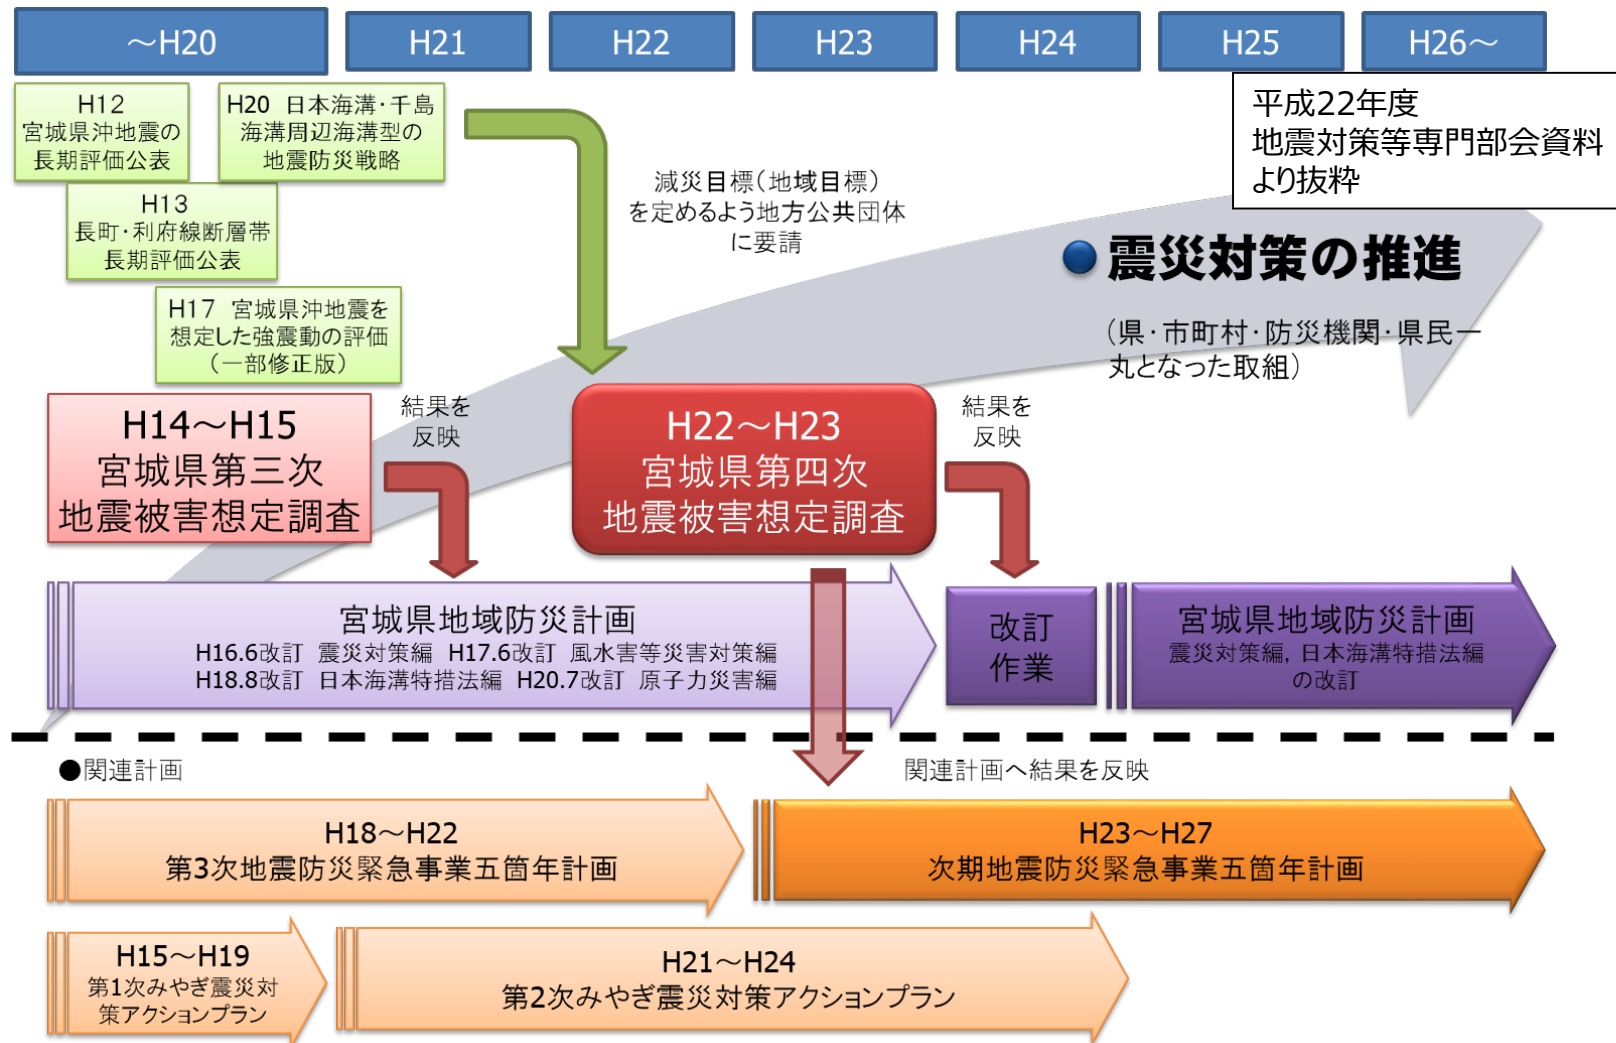 ～H20
H21
H22
H23
H24
H25
H26～
平成22年度
地震対策等専門部会資料
より抜粋
H12
宮城県沖地震の
長期評価公表
H20 日本海溝・千島
海溝周辺海溝型の
地震防災戦略
H13
長町・利府線断層帯
長期評価公表
H17 宮城県沖地震を
想定した強震動の評価
（一部修正版）
減災目標（地域目標）
を定めるよう地方公共団体
に要請
震災対策の推進
（県・市町村・防災機関・県民一
丸となった取組）
H14～H15
宮城県第三次
地震被害想定調査
結果を
反映
H22～H23
宮城県第四次
地震被害想定調査
結果を
反映
宮城県地域防災計画
H16.6改訂 震災対策編 H17.6改訂 風水害等災害対策編
H18.8改訂 日本海溝特措法編 H20.7改訂 原子力災害編
改訂
作業
宮城県地域防災計画
震災対策編，日本海溝特措法編
の改訂
●関連計画
関連計画へ結果を反映
H18～H22
第3次地震防災緊急事業五箇年計画
H23～H27
次期地震防災緊急事業五箇年計画
H15～H19
第1次みやぎ震災対
策アクションプラン
H21～H24
第2次みやぎ震災対策アクションプラン